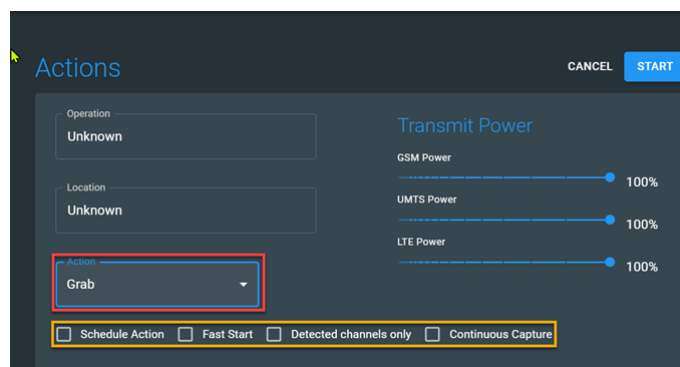 Actions
CANCEL START
Operation
Unknown
Transmit Power
GSM Power
100%
Location
Unknown
UMTS Power
100%
LTE Power
100%
Action
Grab
Schedule Action Fast Start Detected channels only Continuous Capture